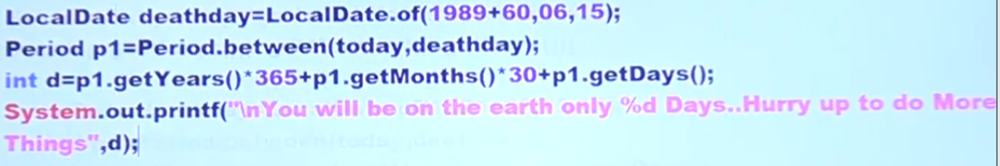 LocalDate deathday=LocalDate.of(1989+60,06,15);
Period p1=Period.between(today,deathday);
int d=p1.getYears()*365+p1.getMonths()*30+p1.getDays();
System.out.printf("\nYou will be on the earth only %d Days..Hurry up to do More
Things",d);